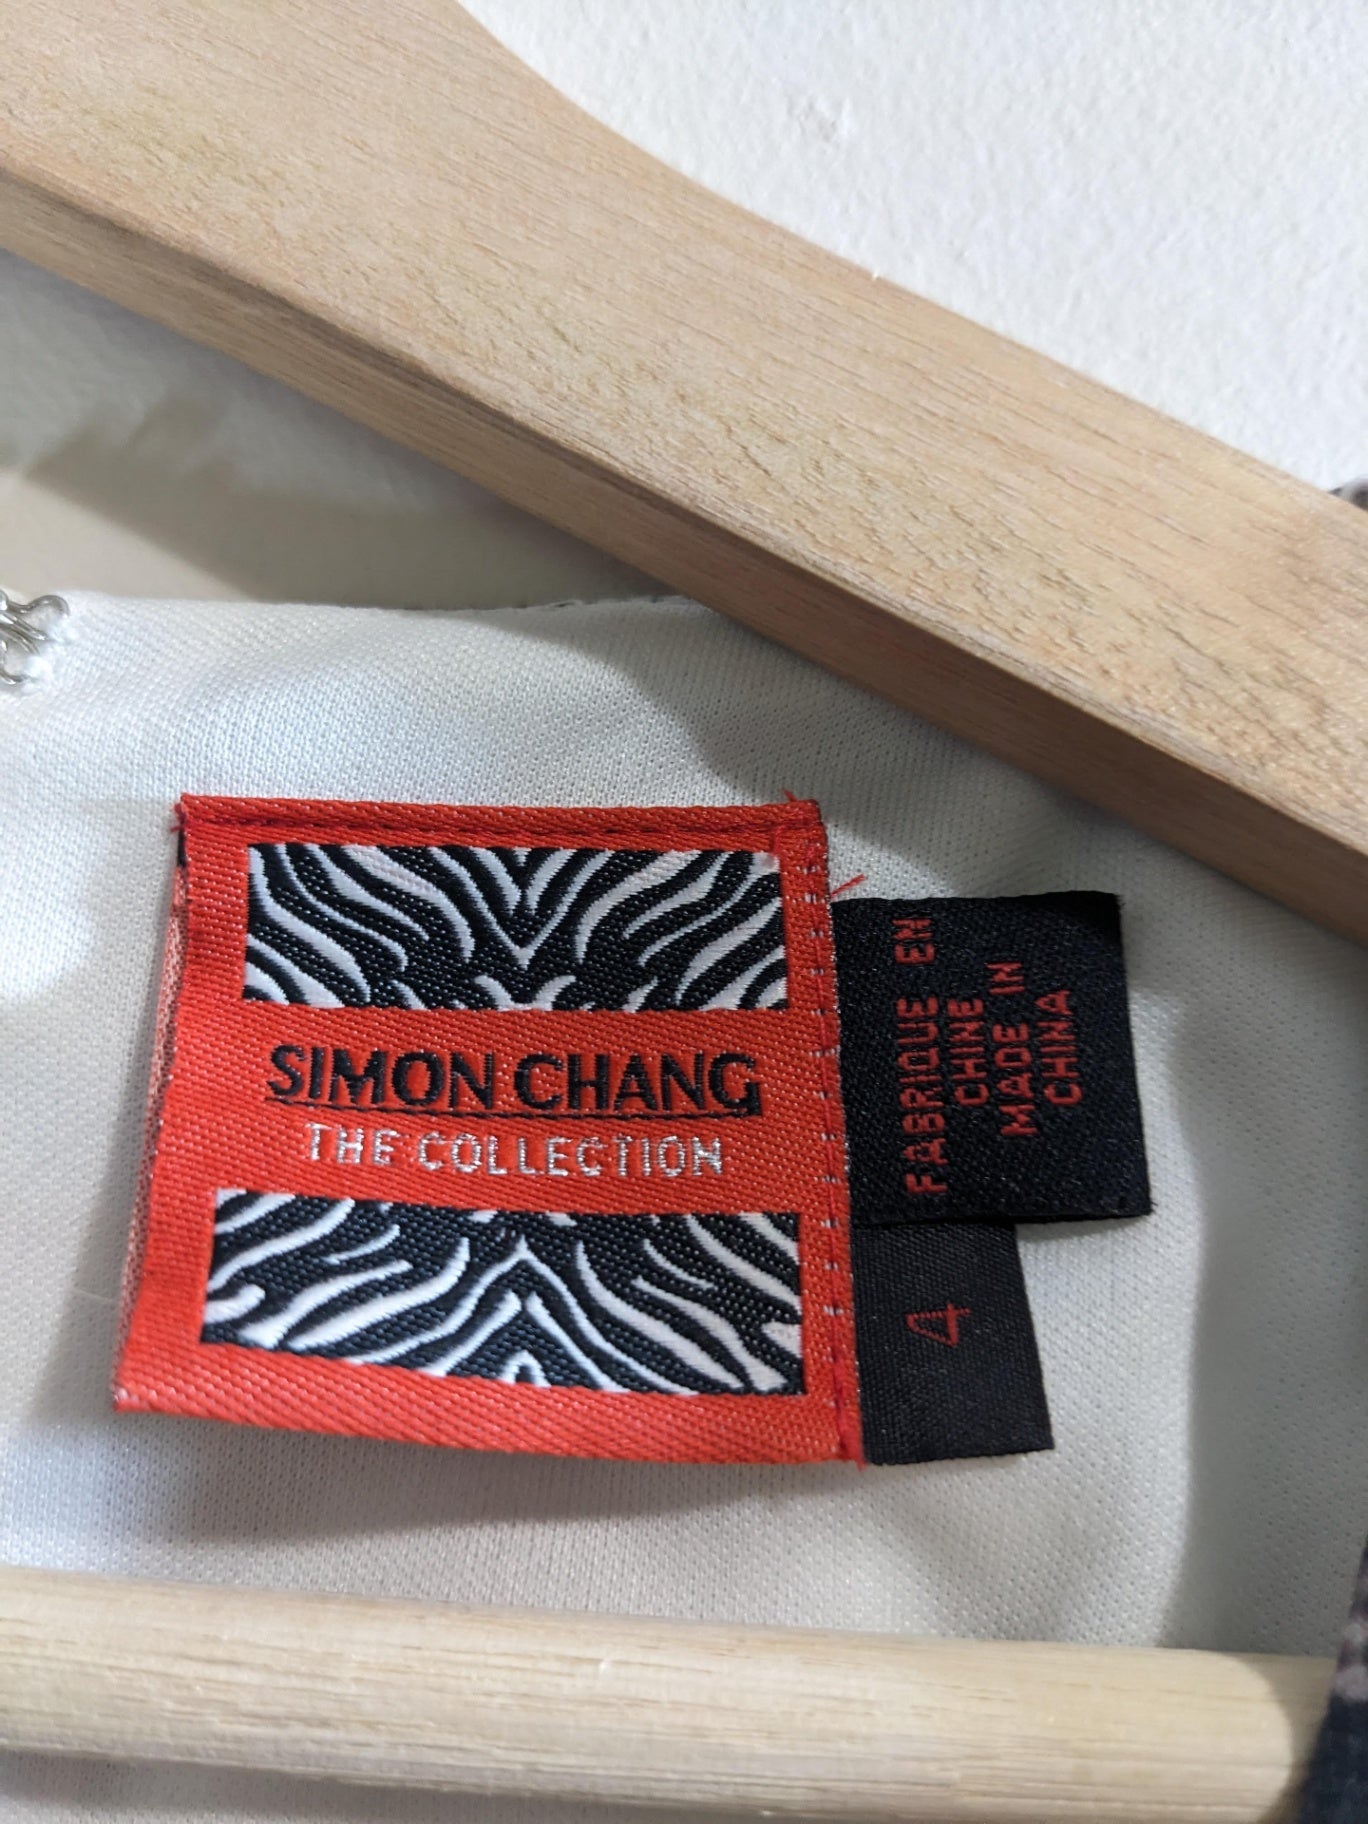 SIMON CHANG
THE COLLECTION
FABRIQUE EN
CHINE
MADE IN
CHINA
4